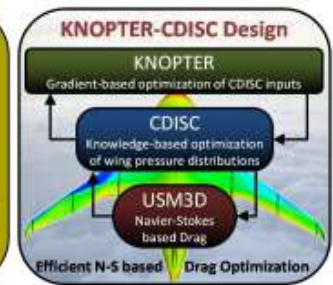 KNOPTER-CDISC Design
KNOPTER
Gradient-based optimization of CDISC inputs
CDISC
Knowledge-based optimization
of wing pressure distributions
USM3D
Navier-Stokes
based Drag
Efficient N-S based Drag Optimization